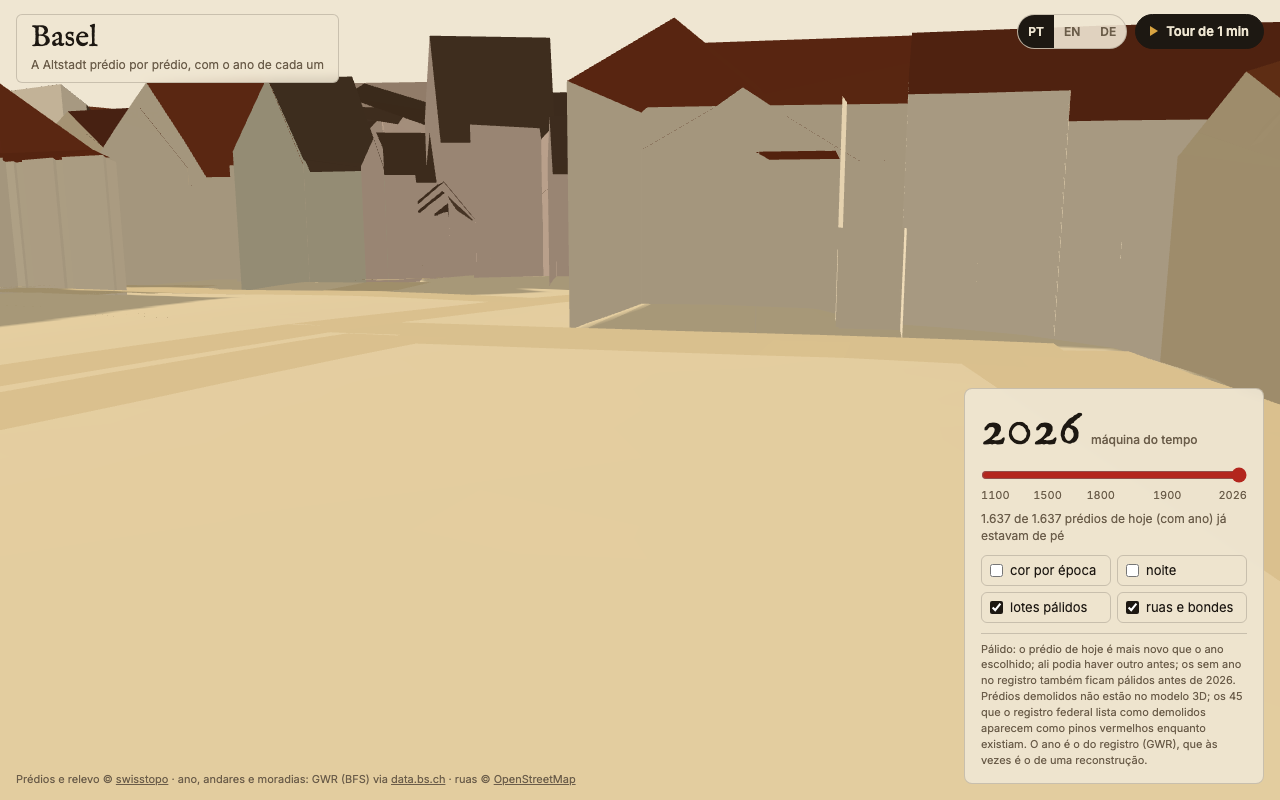 Basel
A Altstadt prédio por prédio, com o ano de cada um
PT EN DE
Tour de 1 min
2026 máquina do tempo
1100 1500 1800 1900 2026
1.637 de 1.637 prédios de hoje (com ano) já
estavam de pé
cor por época
noite
lotes pálidos
ruas e bondes
Pálido: o prédio de hoje é mais novo que o ano
escolhido; ali podia haver outro antes; os sem ano
no registro também ficam pálidos antes de 2026.
Prédios demolidos não estão no modelo 3D; os 45
que o registro federal lista como demolidos
aparecem como pinos vermelhos enquanto
existiam. O ano é o do registro (GWR), que às
vezes é o de uma reconstrução.
Prédios e relevo © swisstopo · ano, andares e moradias: GWR (BFS) via data.bs.ch · ruas © OpenStreetMap